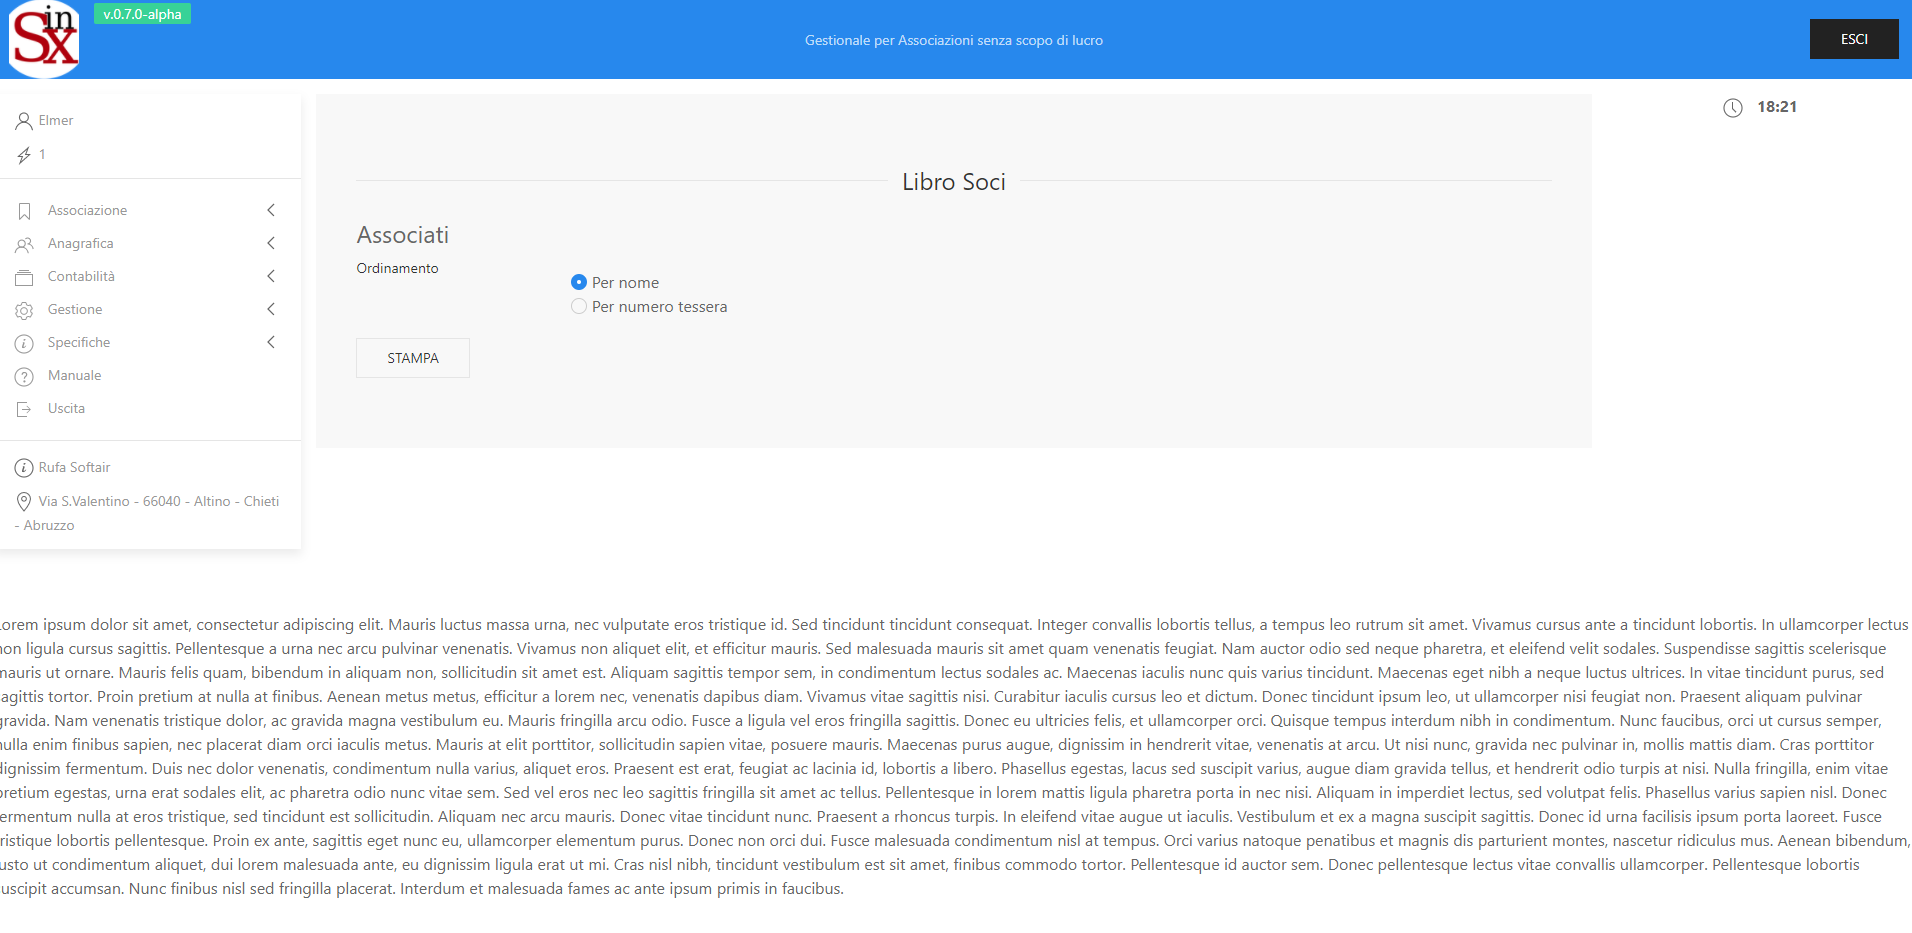 in
Sx
v.0.7.0-alpha
Gestionale per Associazioni senza scopo di lucro
ESCI
Elmer
1
Associazione
Anagrafica
Contabilità
Gestione
Specifiche
Manuale
Uscita
Rufa Softair
Via S.Valentino - 66040 - Altino - Chieti
- Abruzzo
Libro Soci
Associati
Ordinamento
Per nome
Per numero tessera
STAMPA
18:21
orem ipsum dolor sit amet, consectetur adipiscing elit. Mauris luctus massa urna, nec vulputate eros tristique id. Sed tincidunt tincidunt consequat. Integer convallis lobortis tellus, a tempus leo rutrum sit amet. Vivamus cursus ante a tincidunt lobortis. In ullamcorper lectus
non ligula cursus sagittis. Pellentesque a urna nec arcu pulvinar venenatis. Vivamus non aliquet elit, et efficitur mauris. Sed malesuada mauris sit amet quam venenatis feugiat. Nam auctor odio sed neque pharetra, et eleifend velit sodales. Suspendisse sagittis scelerisque
mauris ut ornare. Mauris felis quam, bibendum in aliquam non, sollicitudin sit amet est. Aliquam sagittis tempor sem, in condimentum lectus sodales ac. Maecenas iaculis nunc quis varius tincidunt. Maecenas eget nibh a neque luctus ultrices. In vitae tincidunt purus, sed
sagittis tortor. Proin pretium at nulla at finibus. Aenean metus metus, efficitur a lorem nec, venenatis dapibus diam. Vivamus vitae sagittis nisi. Curabitur iaculis cursus leo et dictum. Donec tincidunt ipsum leo, ut ullamcorper nisi feugiat non. Praesent aliquam pulvinar
gravida. Nam venenatis tristique dolor, ac gravida magna vestibulum eu. Mauris fringilla arcu odio. Fusce a ligula vel eros fringilla sagittis. Donec eu ultricies felis, et ullamcorper orci. Quisque tempus interdum nibh in condimentum. Nunc faucibus, orci ut cursus semper,
nulla enim finibus sapien, nec placerat diam orci iaculis metus. Mauris at elit porttitor, sollicitudin sapien vitae, posuere mauris. Maecenas purus augue, dignissim in hendrerit vitae, venenatis at arcu. Ut nisi nunc, gravida nec pulvinar in, mollis mattis diam. Cras porttitor
dignissim fermentum. Duis nec dolor venenatis, condimentum nulla varius, aliquet eros. Praesent est erat, feugiat ac lacinia id, lobortis a libero. Phasellus egestas, lacus sed suscipit varius, augue diam gravida tellus, et hendrerit odio turpis at nisi. Nulla fringilla, enim vitae
pretium egestas, urna erat sodales elit, ac pharetra odio nunc vitae sem. Sed vel eros nec leo sagittis fringilla sit amet ac tellus. Pellentesque in lorem mattis ligula pharetra porta in nec nisi. Aliquam in imperdiet lectus, sed volutpat felis. Phasellus varius sapien nisl. Donec
fermentum nulla at eros tristique, sed tincidunt est sollicitudin. Aliquam nec arcu mauris. Donec vitae tincidunt nunc. Praesent a rhoncus turpis. In eleifend vitae augue ut iaculis. Vestibulum et ex a magna suscipit sagittis. Donec id urna facilisis ipsum porta laoreet. Fusce
tristique lobortis pellentesque. Proin ex ante, sagittis eget nunc eu, ullamcorper elementum purus. Donec non orci dui. Fusce malesuada condimentum nisl at tempus. Orci varius natoque penatibus et magnis dis parturient montes, nascetur ridiculus mus. Aenean bibendum,
justo ut condimentum aliquet, dui lorem malesuada ante, eu dignissim ligula erat ut mi. Cras nisl nibh, tincidunt vestibulum est sit amet, finibus commodo tortor. Pellentesque id auctor sem. Donec pellentesque lectus vitae convallis ullamcorper. Pellentesque lobortis
suscipit accumsan. Nunc finibus nisl sed fringilla placerat. Interdum et malesuada fames ac ante ipsum primis in faucibus.